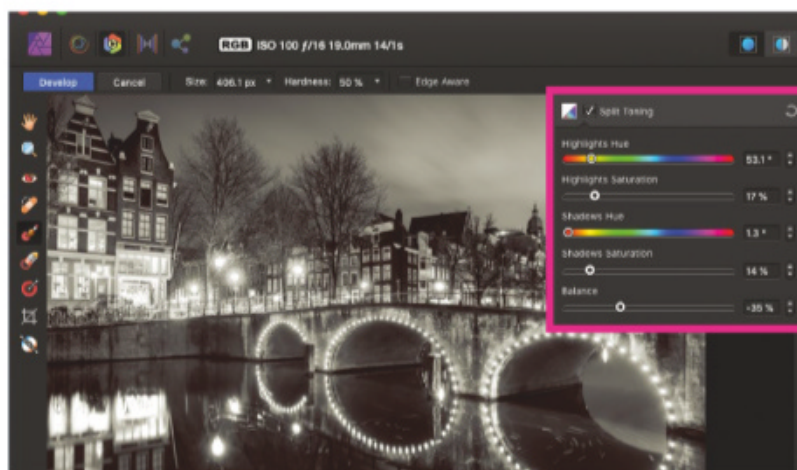 RGB ISO 100 ƒ/16 19.0mm 14/1s
Develop Cancel Size: 406.1 px Hardness: 50 % Edge Aware
Split Toning
Highlights Hue
53.1 °
Highlights Saturation
17 %
Shadows Hue
1.3 °
Shadows Saturation
14 %
Balance
-35 %